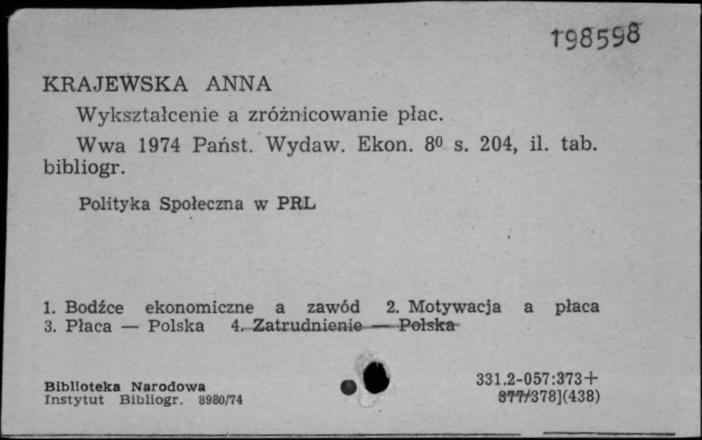 198598
KRAJEWSKA ANNA
Wykształcenie a zróżnicowanie płac.
Wwa 1974 Państ. Wydaw. Ekon. 8⁰ s. 204, il. tab.
bibliogr.
Polityka Społeczna w PRL
1. Bodźce ekonomiczne a zawód 2. Motywacja a płaca
3. Płaca — Polska 4. Zatrudnienie — Polska
Biblioteka Narodowa
Instytut Bibliogr. 8980/74
331.2-057:373+
377/378](438)